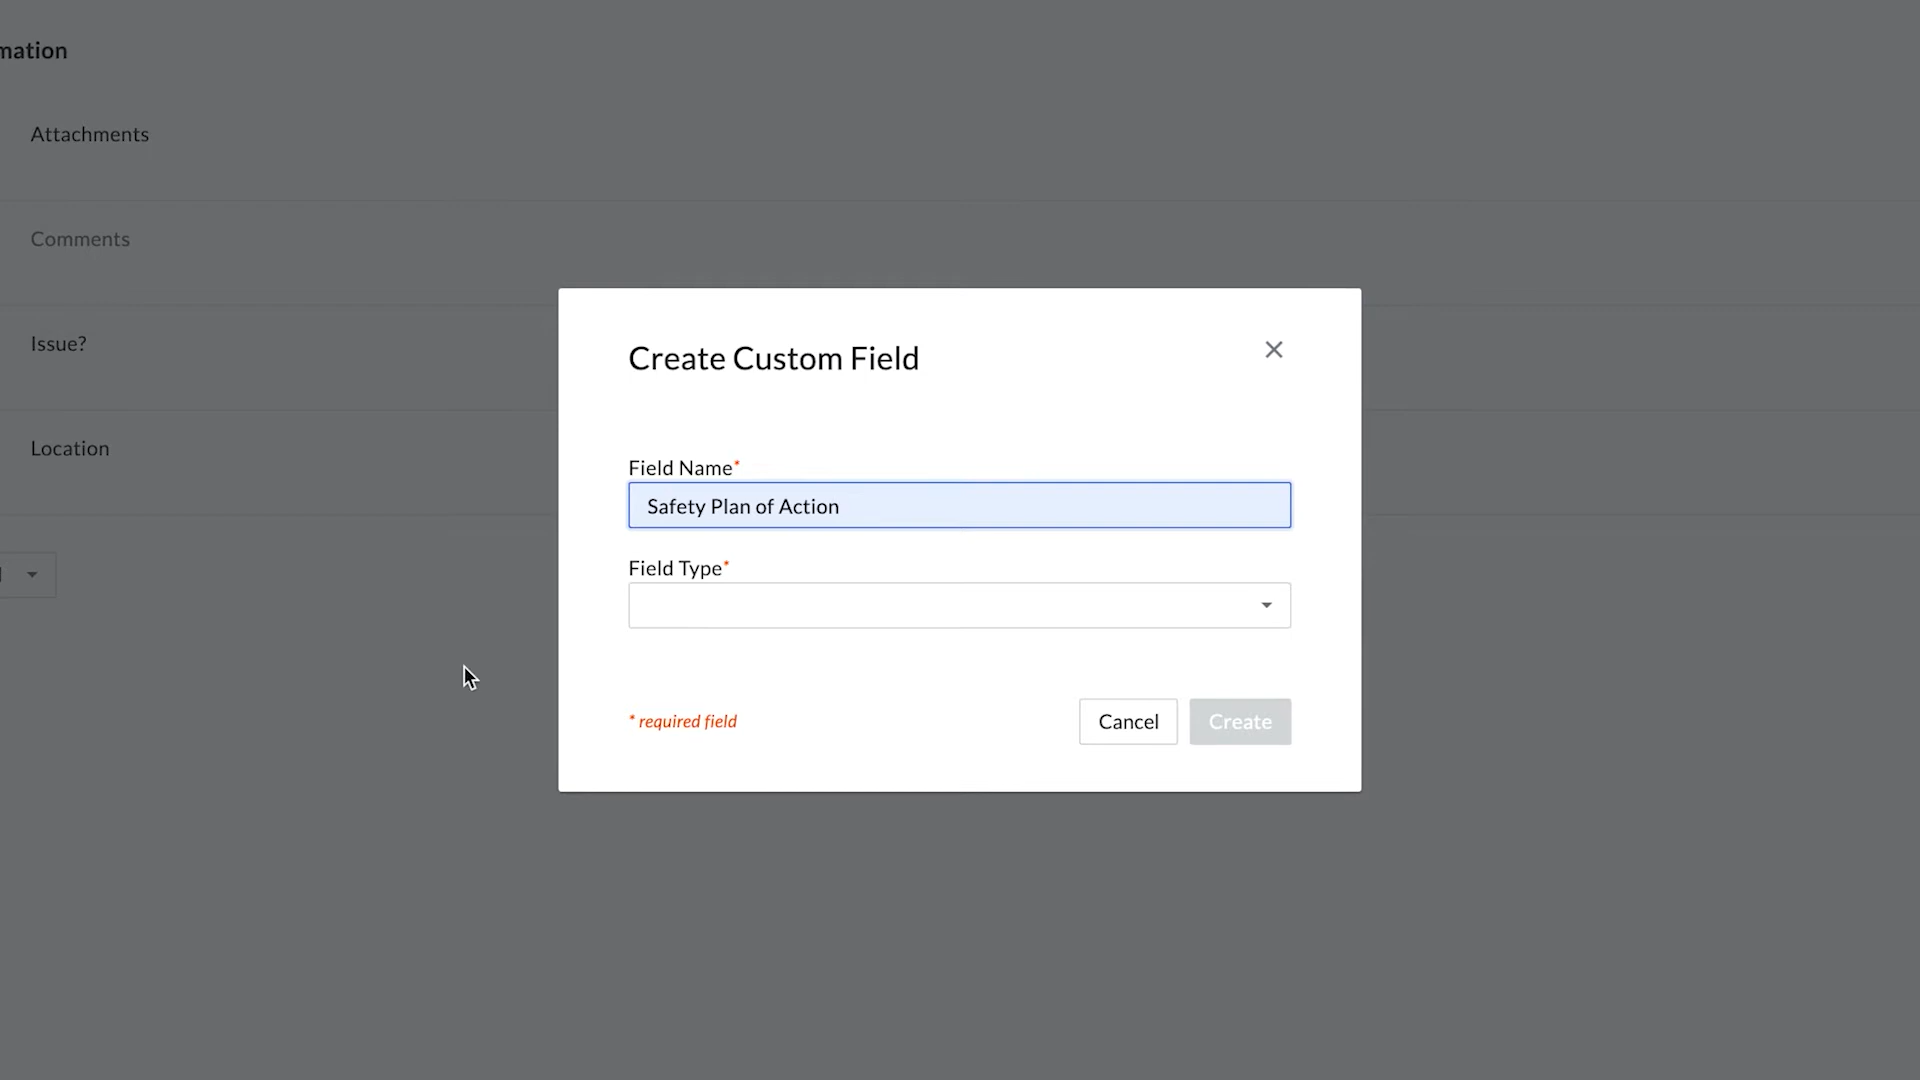 mation
Attachments
Comments
Issue?
Location
Create Custom Field
Field Name*
Safety Plan of Action
Field Type*
* required field
Cancel
Create